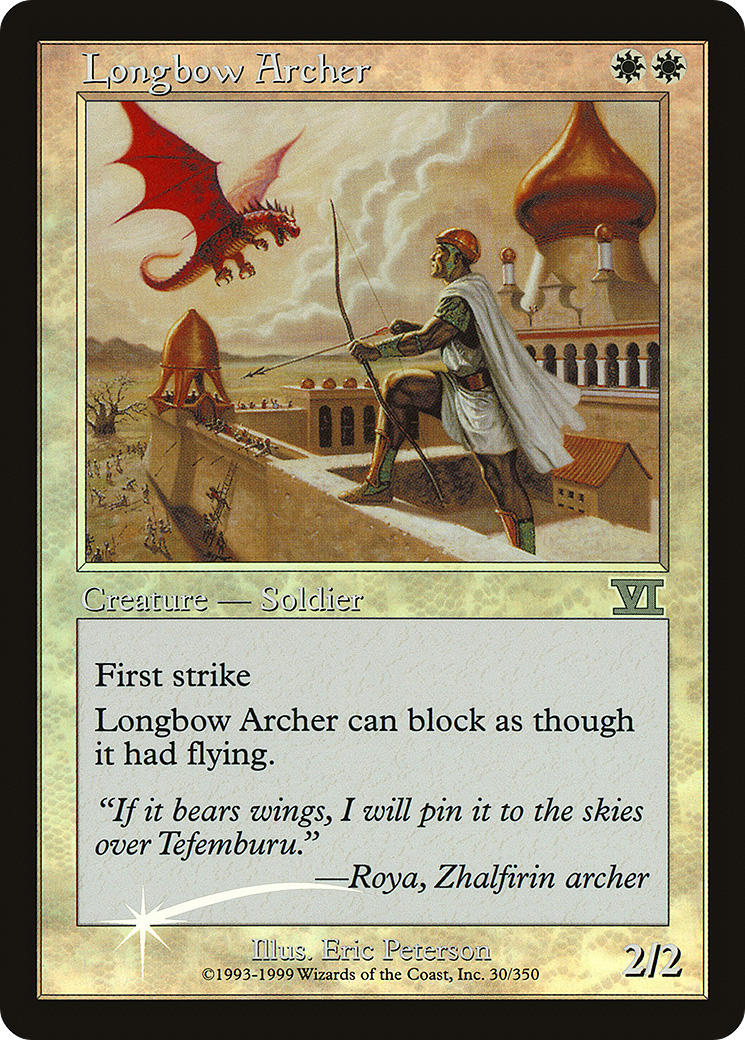 Longbow Archer
Creature — Soldier
VI
First strike
Longbow Archer can block as though
it had flying.
“If it bears wings, I will pin it to the skies
over Tefemburu.”
—Roya, Zhalfirin archer
Illus. Eric Peterson
©1993-1999 Wizards of the Coast, Inc. 30/350
2/2